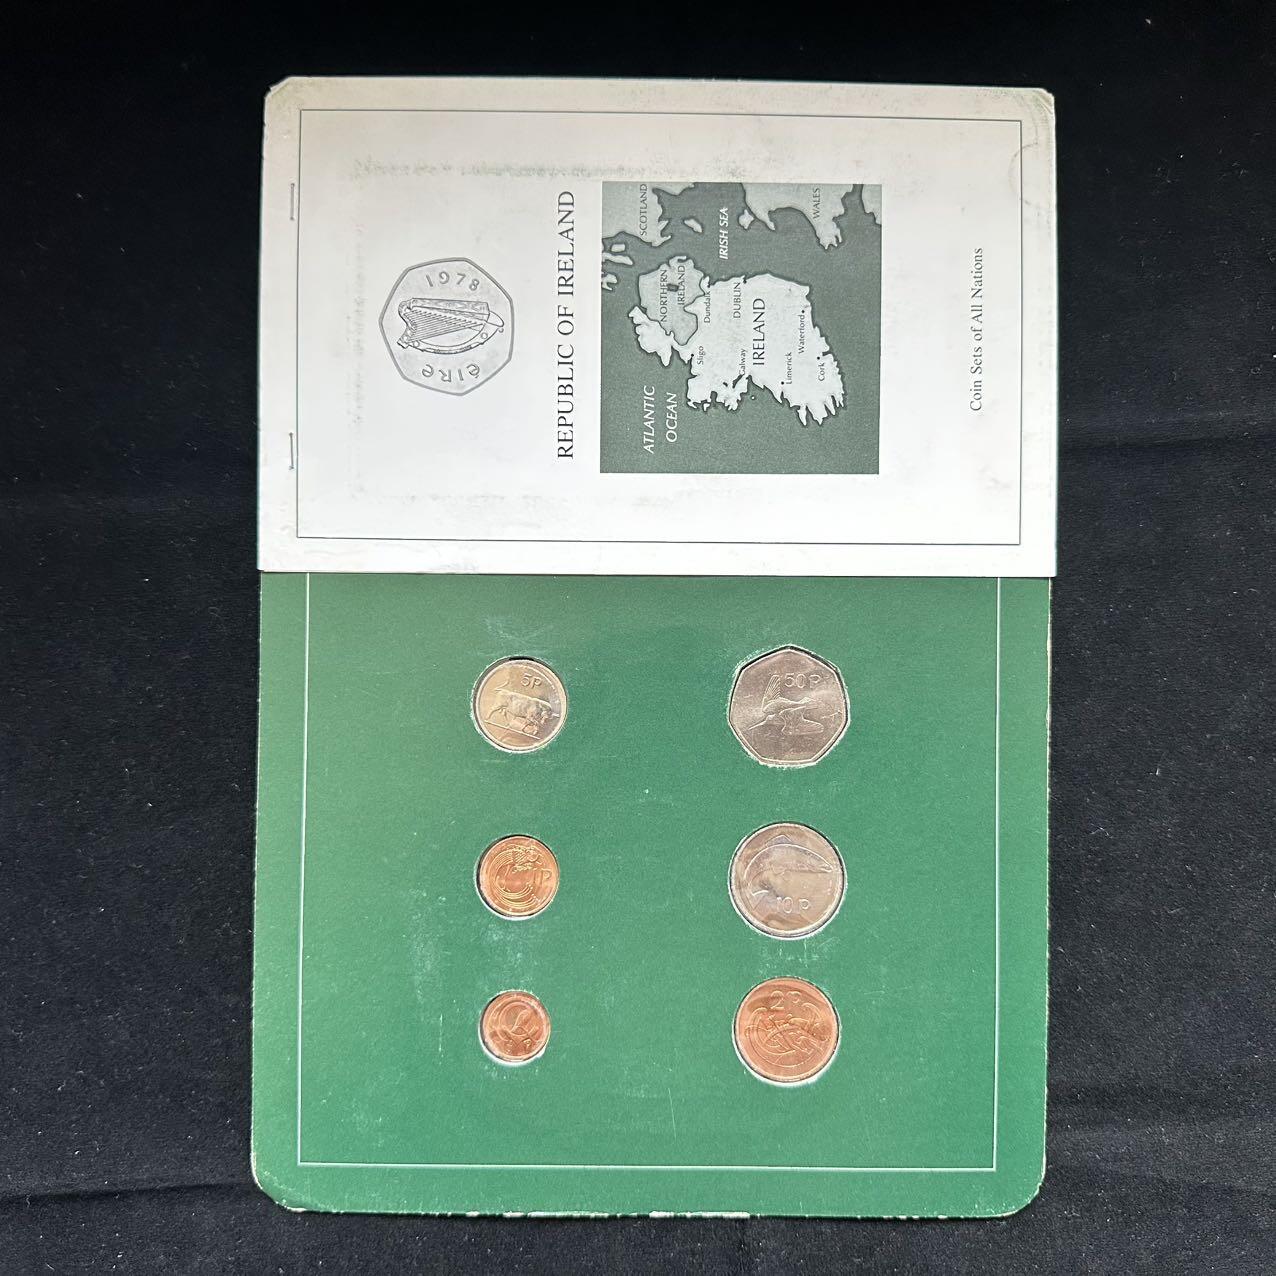 1978
éire
REPUBLIC OF IRELAND
SCOTLAND
NORTHERN
IRELAND
IRISH SEA
WALES
Dundalk
DUBLIN
Sligo
Galway
IRELAND
Limerick
Waterford
Cork
ATLANTIC
OCEAN
Coin Sets of All Nations
5P
50P
1P
10P
2P